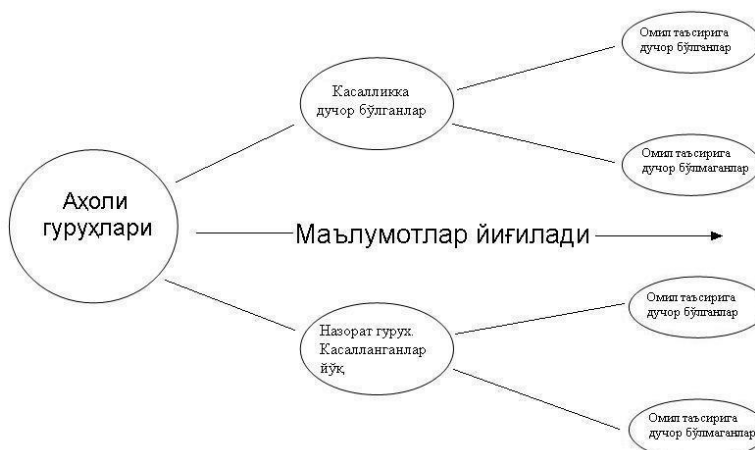 Омил таъсирига
дучор бўлганлар
Касалликка
дучор бўлганлар
Омил таъсирига
дучор бўлмаганлар
Аҳоли
гуруҳлари
Маълумотлар йиғилади
Омил таъсирига
дучор бўлганлар
Назорат гурух.
Касалланганлар
йўқ
Омил таъсирига
дучор бўлмаганлар